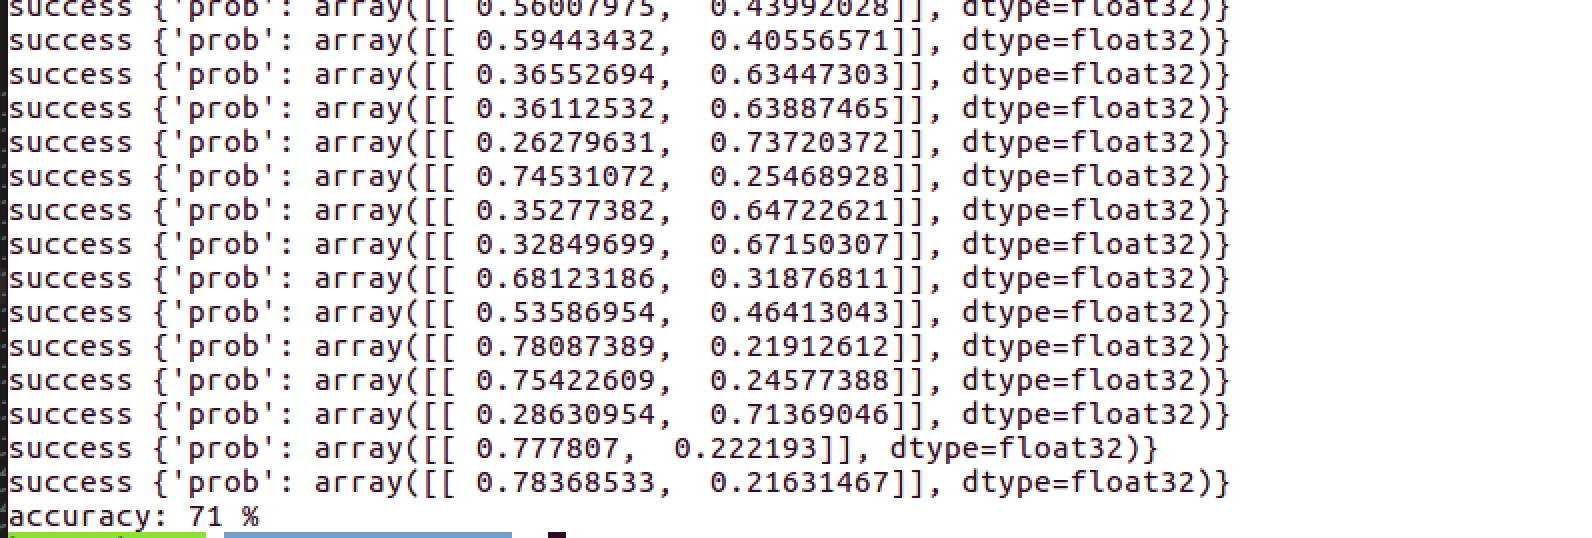 success {'prob': array([[ 0.56007975,  0.43992028]], dtype=float32)}
success {'prob': array([[ 0.59443432,  0.40556571]], dtype=float32)}
success {'prob': array([[ 0.36552694,  0.63447303]], dtype=float32)}
success {'prob': array([[ 0.36112532,  0.63887465]], dtype=float32)}
success {'prob': array([[ 0.26279631,  0.73720372]], dtype=float32)}
success {'prob': array([[ 0.74531072,  0.25468928]], dtype=float32)}
success {'prob': array([[ 0.35277382,  0.64722621]], dtype=float32)}
success {'prob': array([[ 0.32849699,  0.67150307]], dtype=float32)}
success {'prob': array([[ 0.68123186,  0.31876811]], dtype=float32)}
success {'prob': array([[ 0.53586954,  0.46413043]], dtype=float32)}
success {'prob': array([[ 0.78087389,  0.21912612]], dtype=float32)}
success {'prob': array([[ 0.75422609,  0.24577388]], dtype=float32)}
success {'prob': array([[ 0.28630954,  0.71369046]], dtype=float32)}
success {'prob': array([[ 0.777807,  0.222193]], dtype=float32)}
success {'prob': array([[ 0.78368533,  0.21631467]], dtype=float32)}
accuracy: 71 %